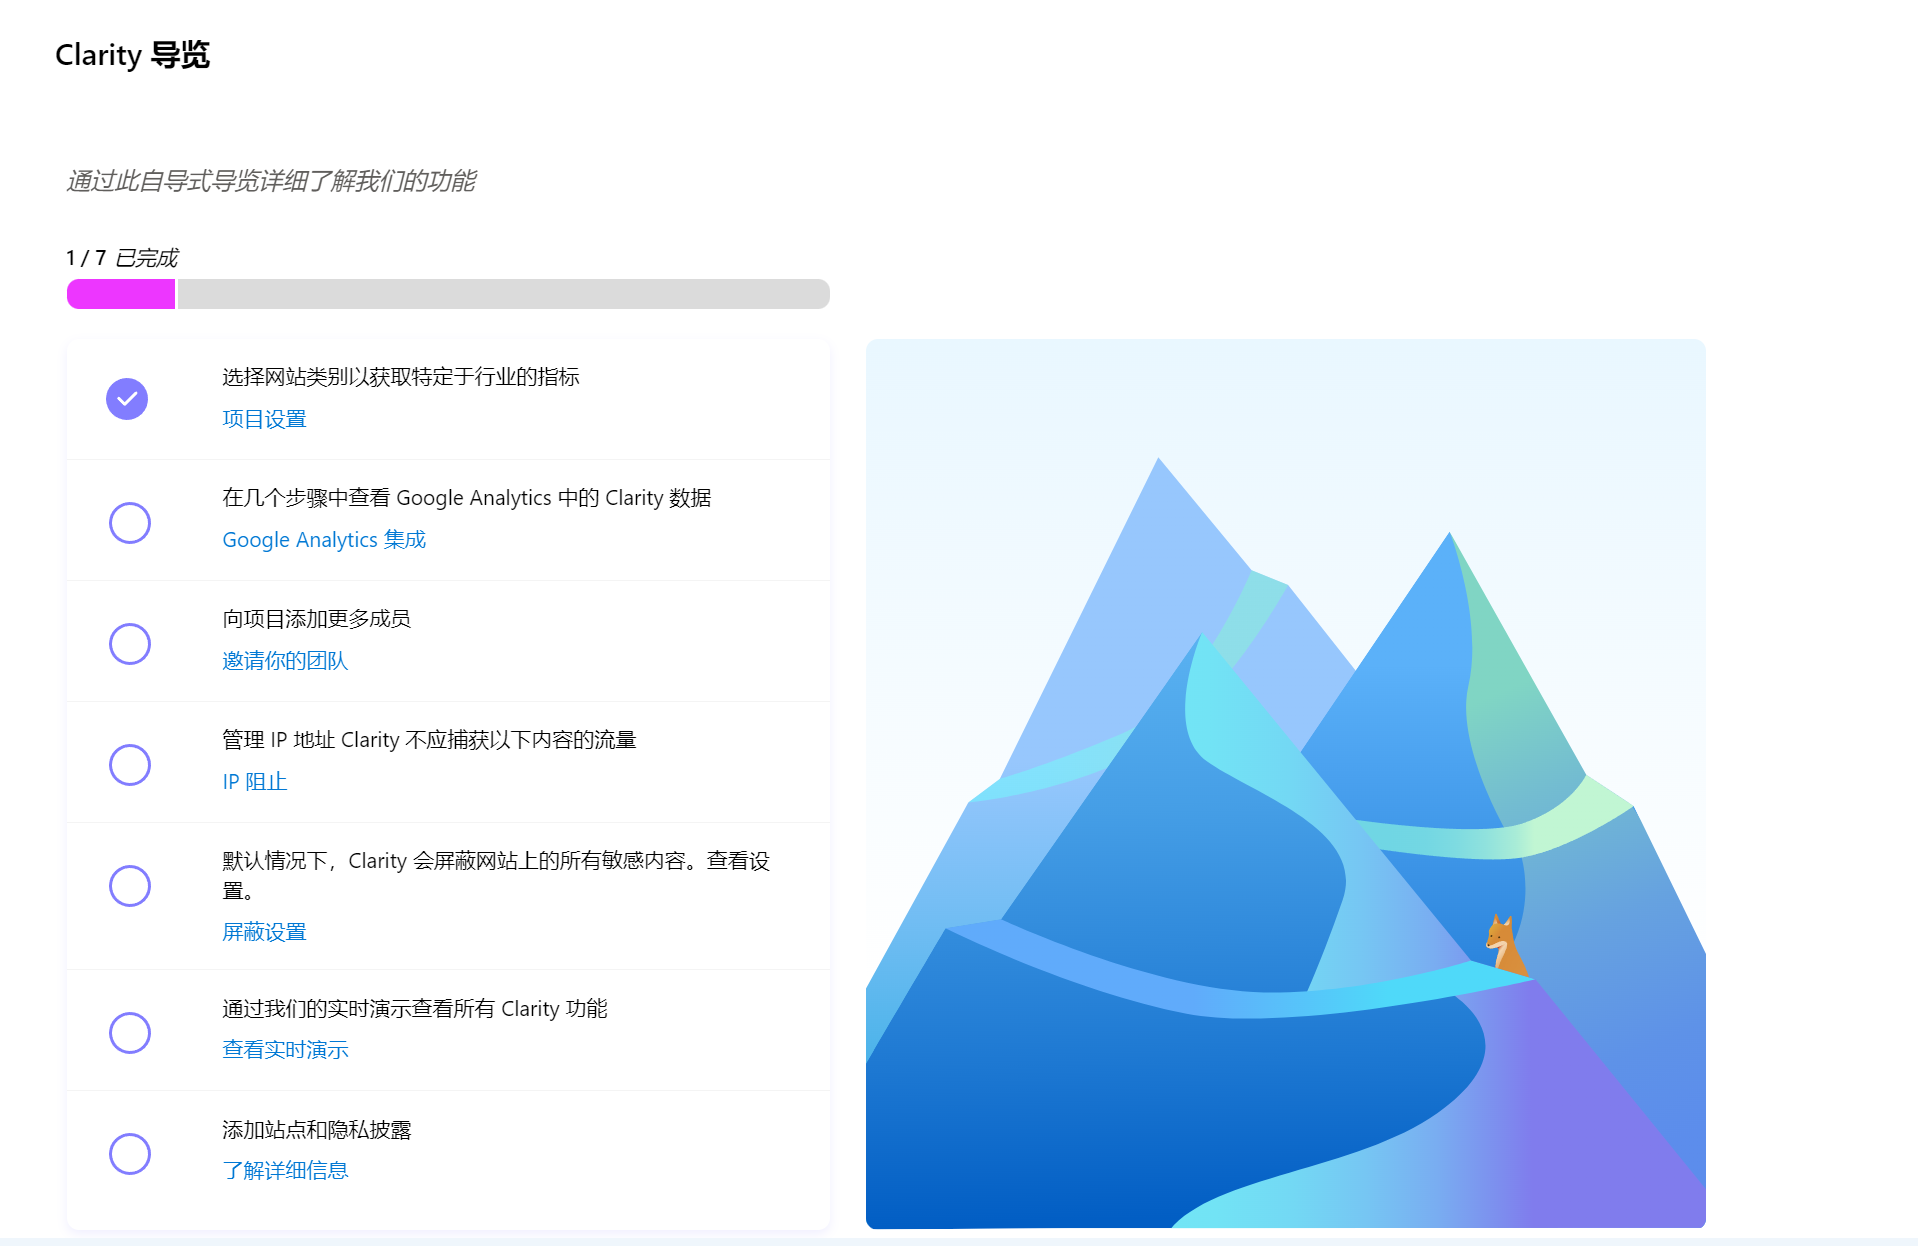 Clarity 导览
通过此自导式导览详细了解我们的功能
1 / 7 已完成
选择网站类别以获取特定于行业的指标
项目设置
在几个步骤中查看 Google Analytics 中的 Clarity 数据
Google Analytics 集成
向项目添加更多成员
邀请你的团队
管理 IP 地址 Clarity 不应捕获以下内容的流量
IP 阻止
默认情况下，Clarity 会屏蔽网站上的所有敏感内容。查看设
置。
屏蔽设置
通过我们的实时演示查看所有 Clarity 功能
查看实时演示
添加站点和隐私披露
了解详细信息